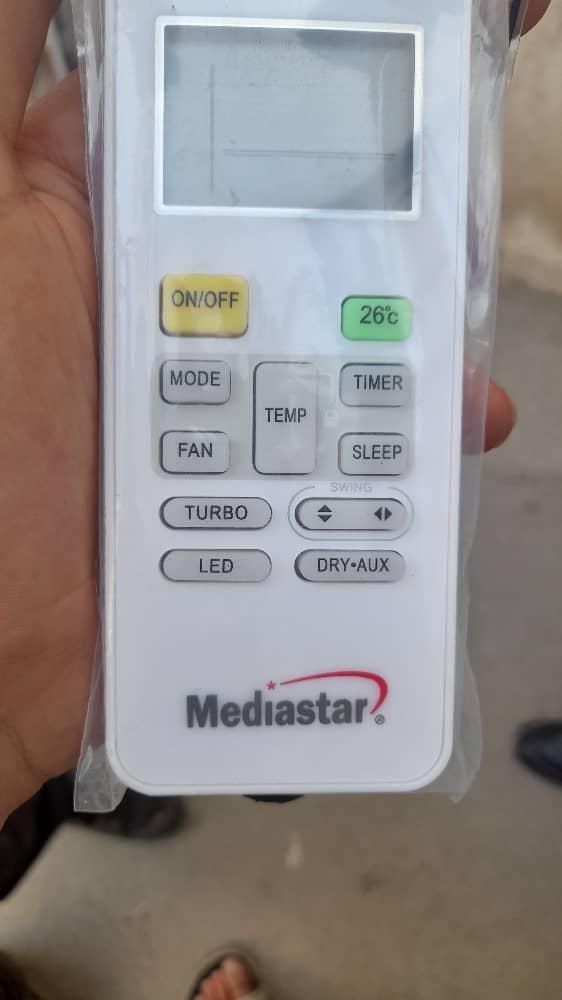 ON/OFF
26°c
MODE
TEMP
TIMER
FAN
SLEEP
SWING
TURBO
LED
DRY•AUX
Mediastar®